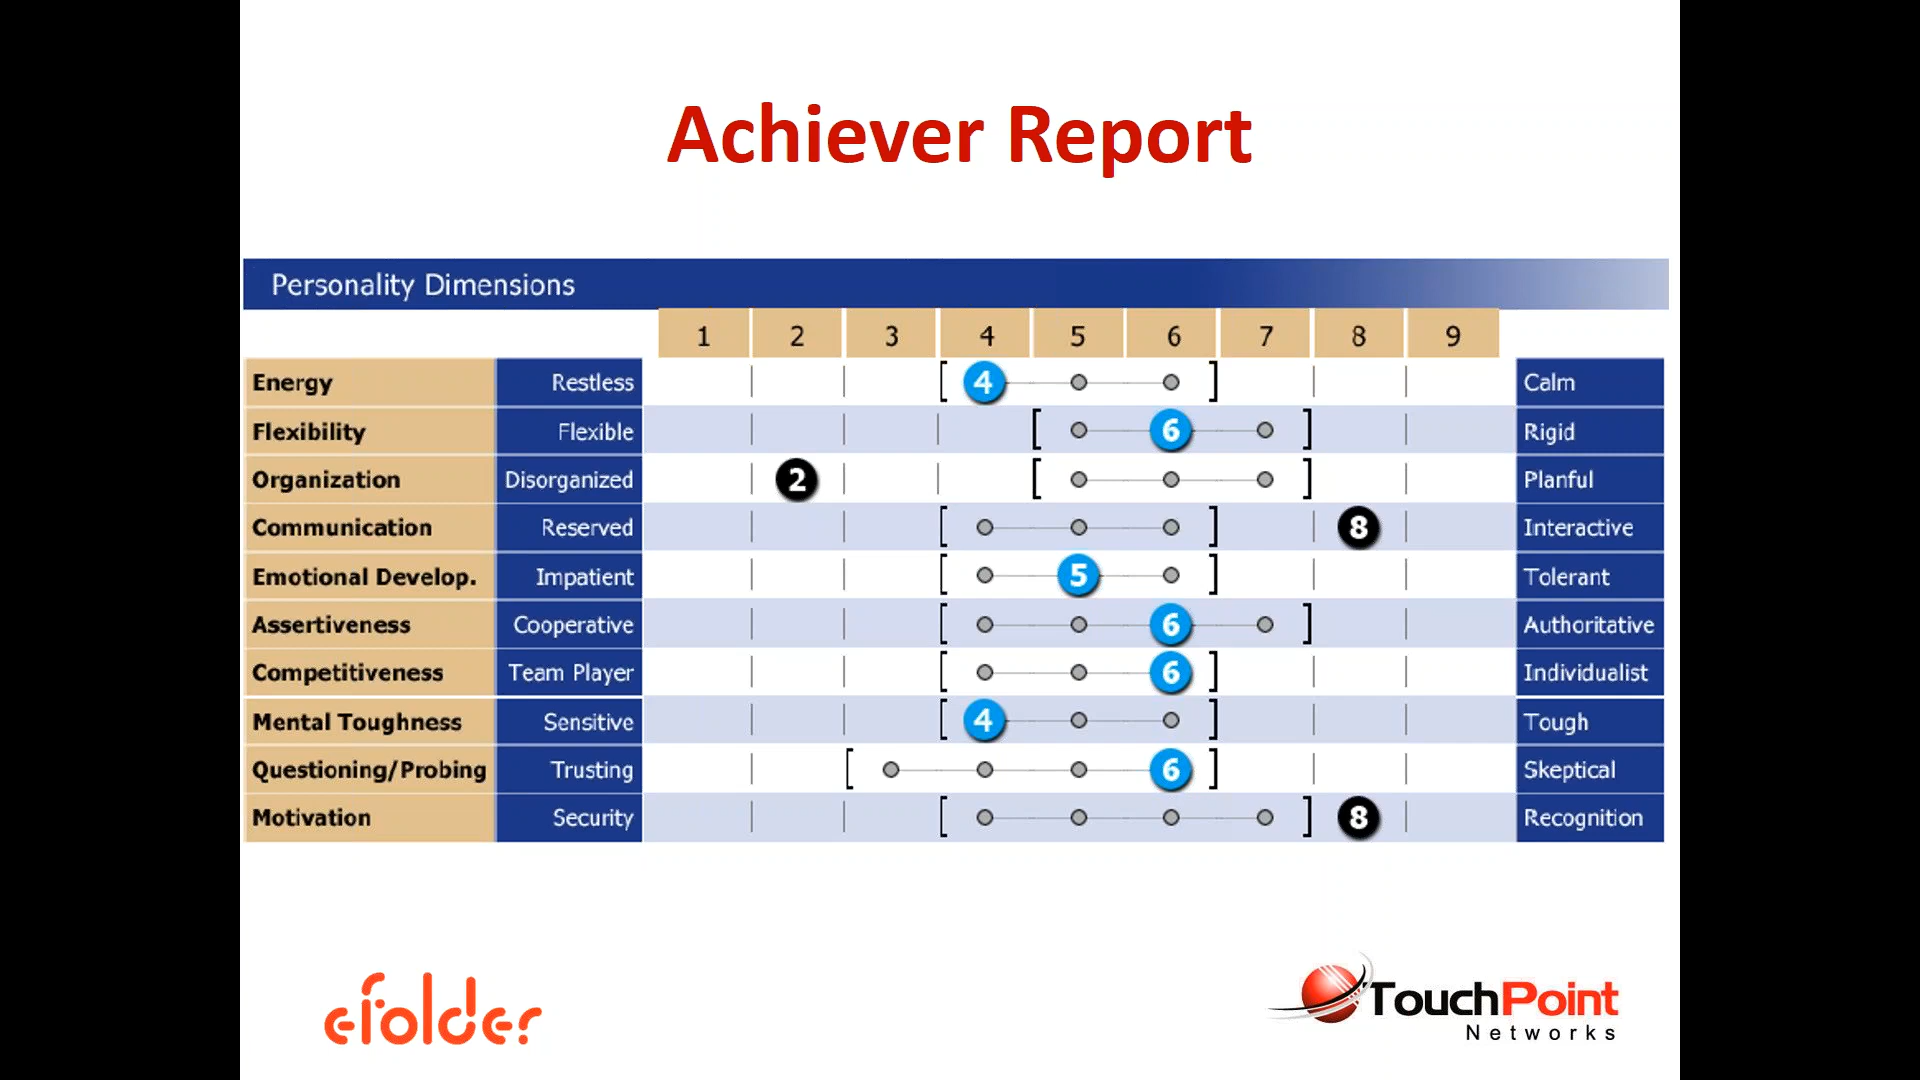 Achiever Report
Personality Dimensions
1 2 3 4 5 6 7 8 9
Energy Restless 4 Calm
Flexibility Flexible 6 Rigid
Organization Disorganized 2 Planful
Communication Reserved 8 Interactive
Emotional Develop. Impatient 5 Tolerant
Assertiveness Cooperative 6 Authoritative
Competitiveness Team Player 6 Individualist
Mental Toughness Sensitive 4 Tough
Questioning/Probing Trusting 6 Skeptical
Motivation Security 8 Recognition
efolder
TouchPoint
Networks